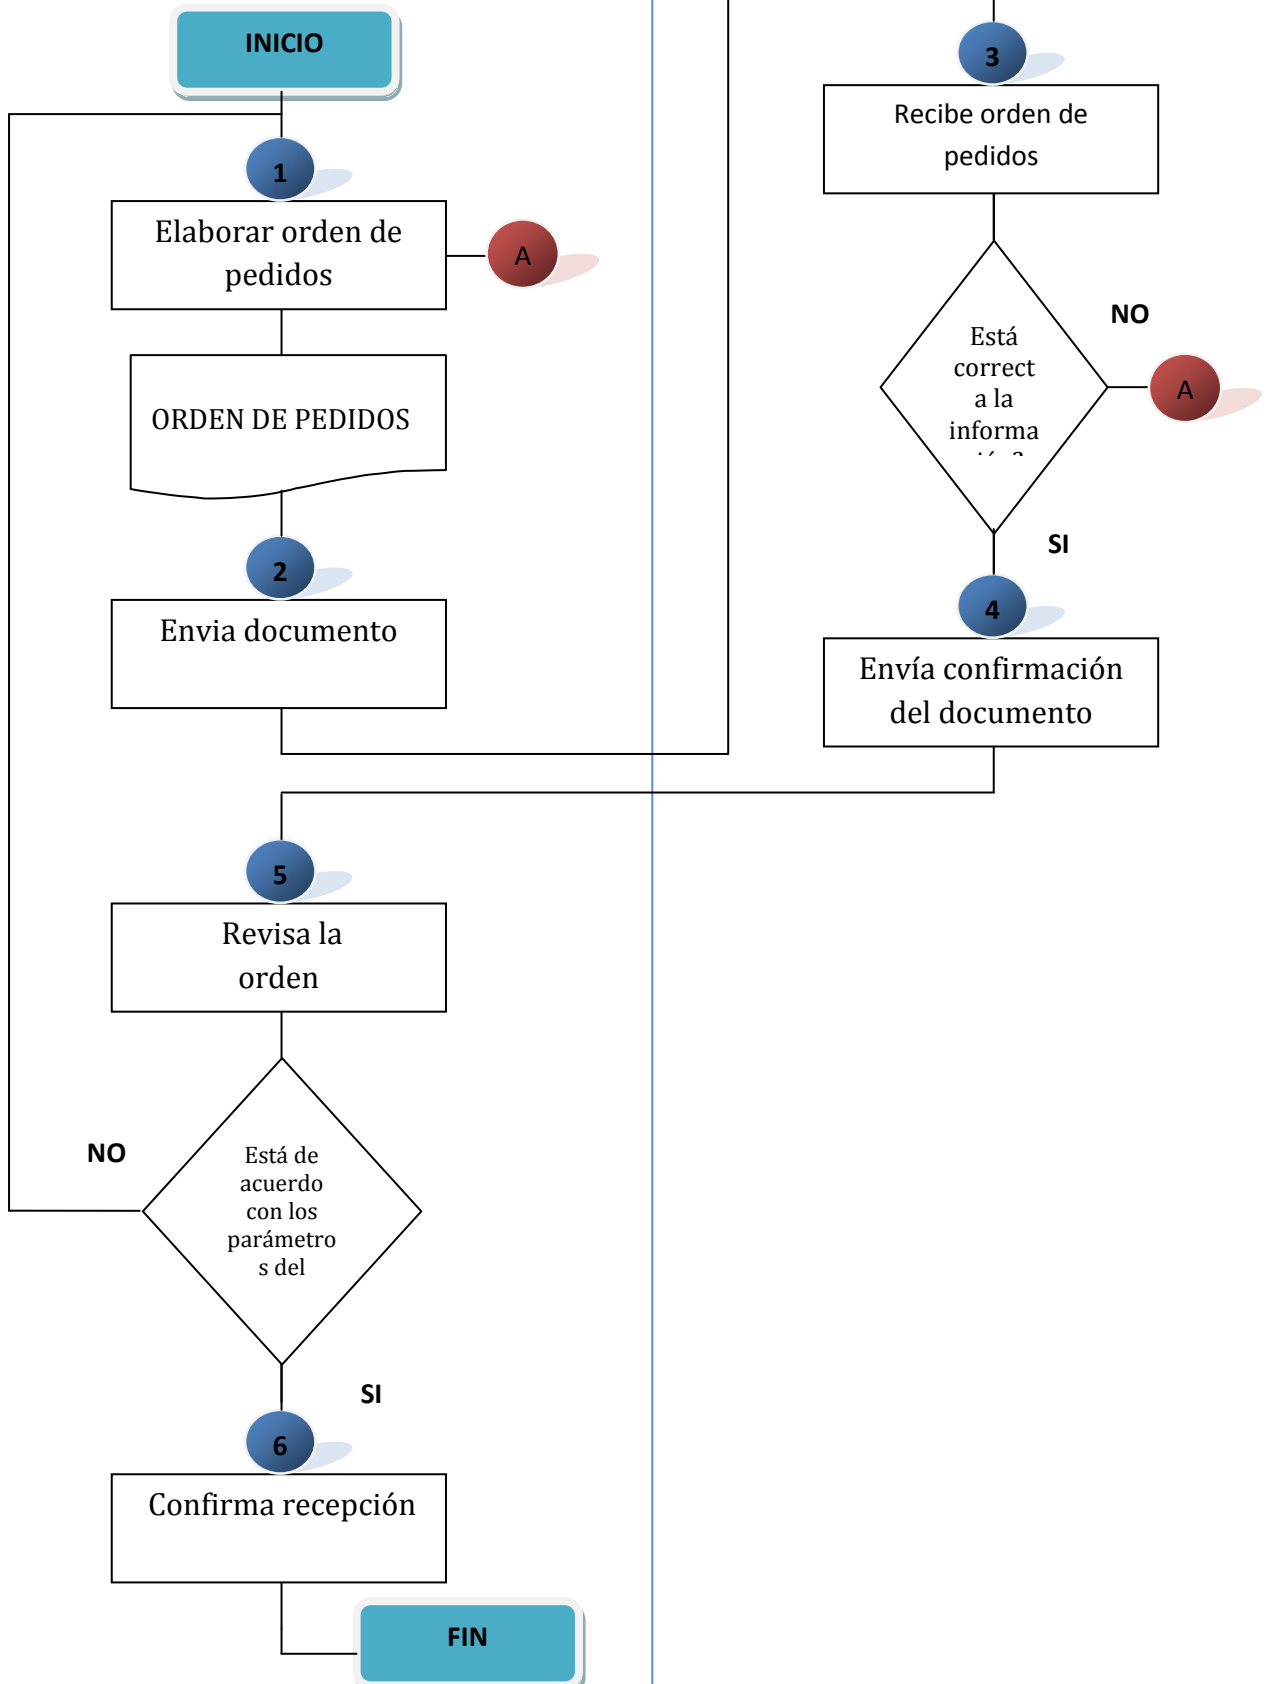 INICIO
1
Elaborar orden de
pedidos
A
ORDEN DE PEDIDOS
2
Envia documento
3
Recibe orden de
pedidos
Está
correct
a la
informa
NO
A
SI
4
Envía confirmación
del documento
5
Revisa la
orden
NO
Está de
acuerdo
con los
parámetro
s del
SI
6
Confirma recepción
FIN